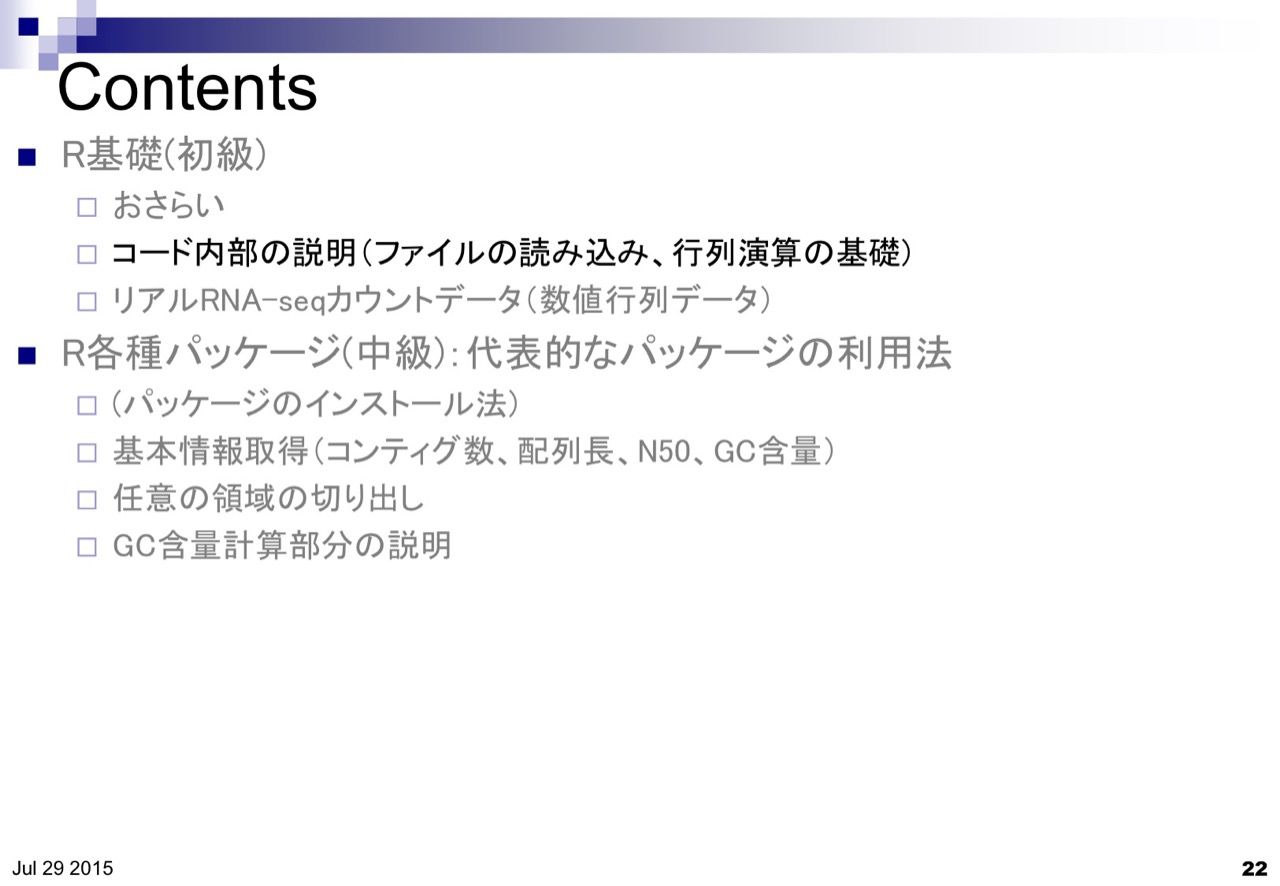 Contents
R基礎(初級)
おさらい
コード内部の説明(ファイルの読み込み、行列演算の基礎)
リアルRNA-seqカウントデータ(数値行列データ)
R各種パッケージ(中級):代表的なパッケージの利用法
(パッケージのインストール法)
基本情報取得(コンティグ数、配列長、N50、GC含量)
任意の領域の切り出し
GC含量計算部分の説明
Jul 29 2015
22